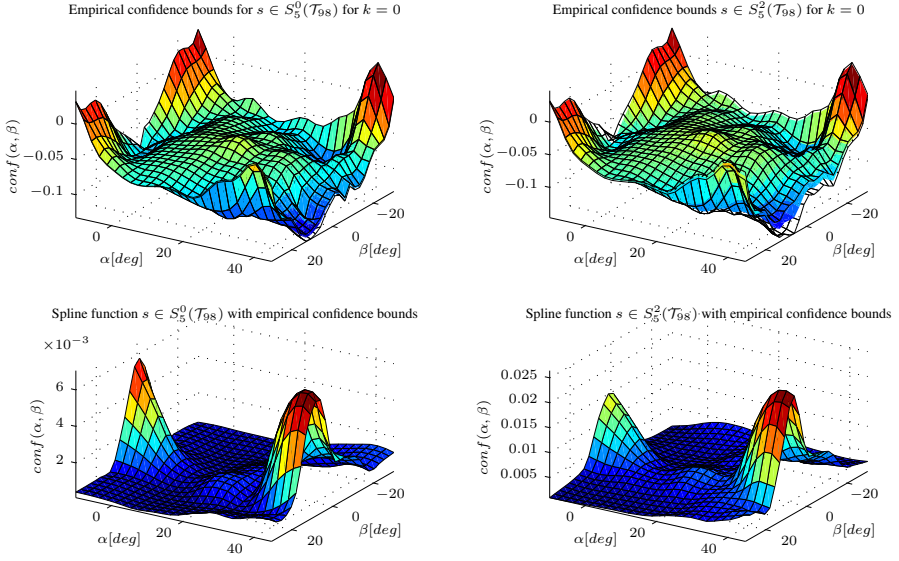 Empirical confidence bounds for s ∈ S₅⁰(𝒯₉₈) for k = 0
0
−0.05
−0.1
conf(α, β)
0
20
40
α[deg]
20
0
−20
β[deg]
Empirical confidence bounds s ∈ S₅²(𝒯₉₈) for k = 0
0
−0.05
−0.1
conf(α, β)
0
20
40
α[deg]
20
0
−20
β[deg]
Spline function s ∈ S₅⁰(𝒯₉₈) with empirical confidence bounds
×10⁻³
6
4
2
conf(α, β)
0
20
40
α[deg]
20
0
−20
β[deg]
Spline function s ∈ S₅²(𝒯₉₈) with empirical confidence bounds
0.025
0.02
0.015
0.01
0.005
conf(α, β)
0
20
40
α[deg]
20
0
−20
β[deg]